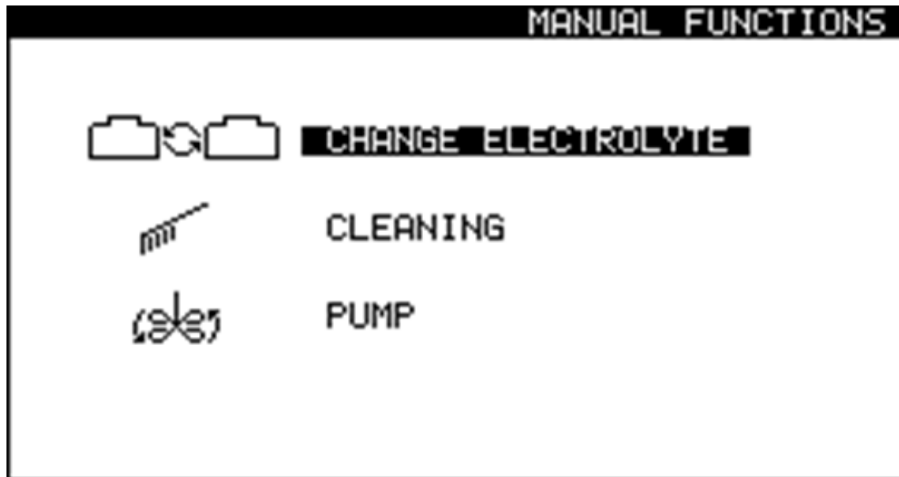 MANUAL FUNCTIONS
CHANGE ELECTROLYTE
CLEANING
PUMP